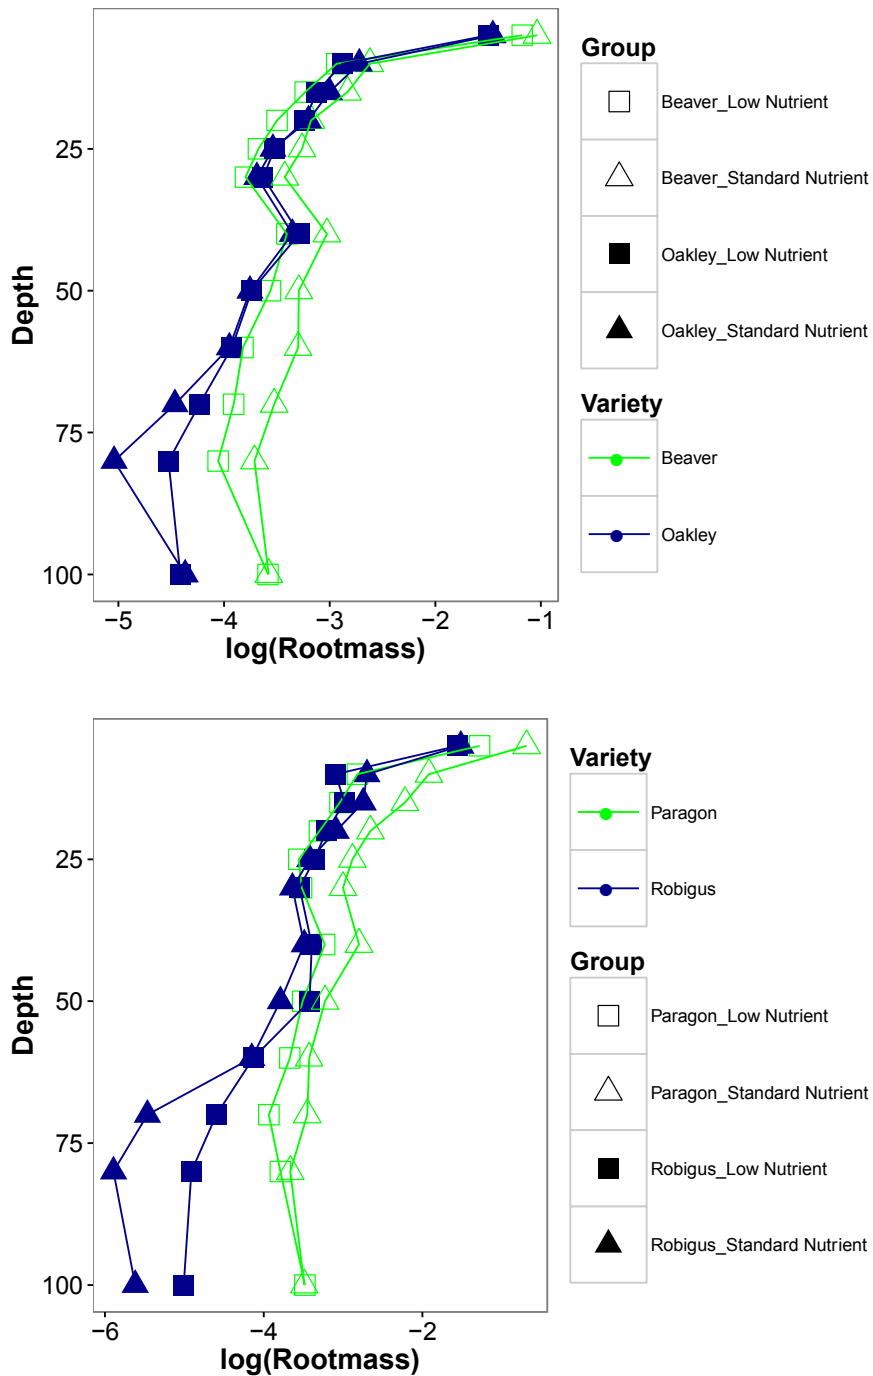 Group
Beaver_Low Nutrient
Beaver_Standard Nutrient
Oakley_Low Nutrient
Oakley_Standard Nutrient
Variety
Beaver
Oakley
Depth
25
50
75
100
−5 −4 −3 −2 −1
log(Rootmass)
Variety
Paragon
Robigus
Group
Paragon_Low Nutrient
Paragon_Standard Nutrient
Robigus_Low Nutrient
Robigus_Standard Nutrient
Depth
25
50
75
100
−6 −4 −2
log(Rootmass)